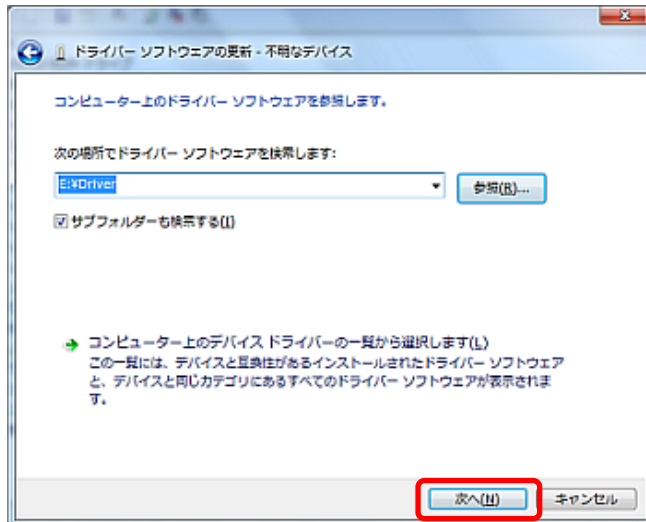 ドライバー ソフトウェアの更新 - 不明なデバイス
コンピューター上のドライバー ソフトウェアを参照します。
次の場所でドライバー ソフトウェアを検索します:
E:¥Driver
参照(R)...
サブフォルダーも検索する(I)
コンピューター上のデバイス ドライバーの一覧から選択します(L)
この一覧には、デバイスと互換性があるインストールされたドライバー ソフトウェア
と、デバイスと同じカテゴリにあるすべてのドライバー ソフトウェアが表示されま
す。
次へ(N)
キャンセル